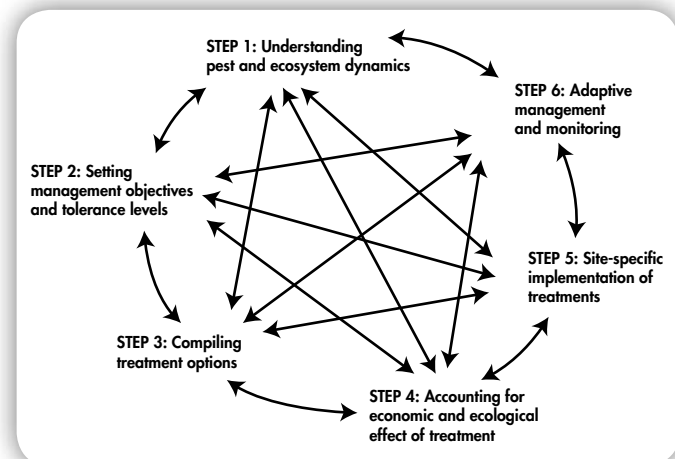 STEP 1: Understanding
pest and ecosystem dynamics
STEP 6: Adaptive
management
and monitoring
STEP 2: Setting
management objectives
and tolerance levels
STEP 5: Site-specific
implementation of
treatments
STEP 3: Compiling
treatment options
STEP 4: Accounting for
economic and ecological
effect of treatment